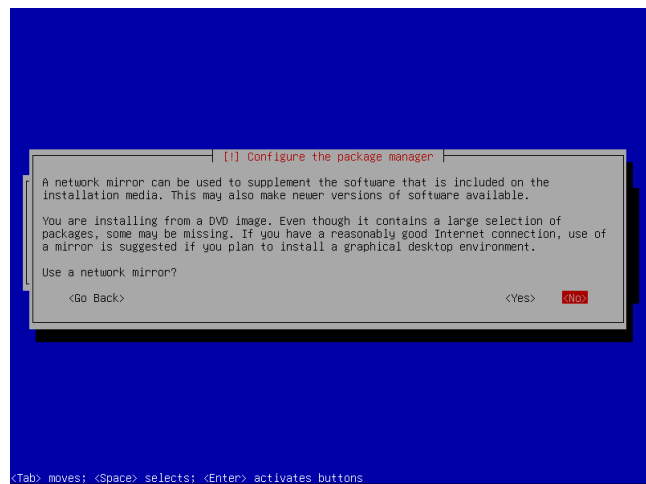 [!] Configure the package manager
A network mirror can be used to supplement the software that is included on the
installation media. This may also make newer versions of software available.
You are installing from a DVD image. Even though it contains a large selection of
packages, some may be missing. If you have a reasonably good Internet connection, use of
a mirror is suggested if you plan to install a graphical desktop environment.
Use a network mirror?
<Go Back> <Yes> <No>
<Tab> moves; <Space> selects; <Enter> activates buttons